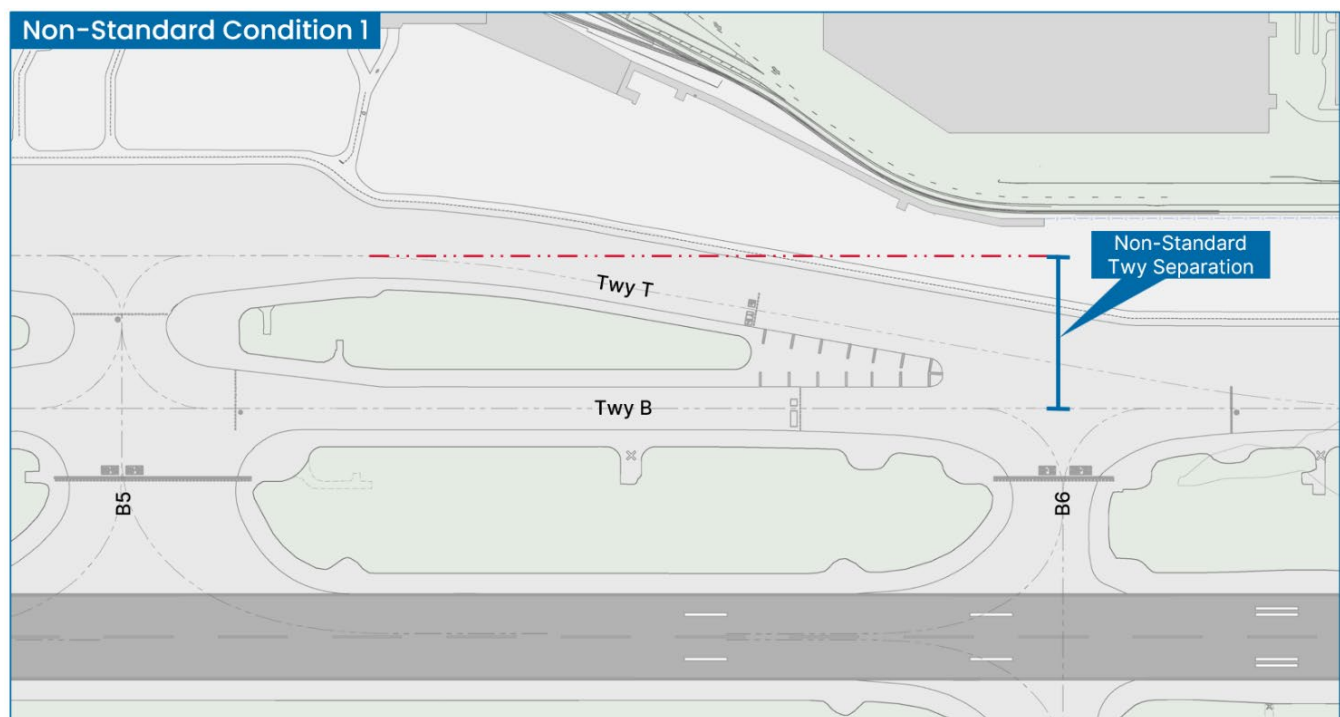 Non-Standard Condition 1
Non-Standard
Twy Separation
Twy T
Twy B
B5
B6